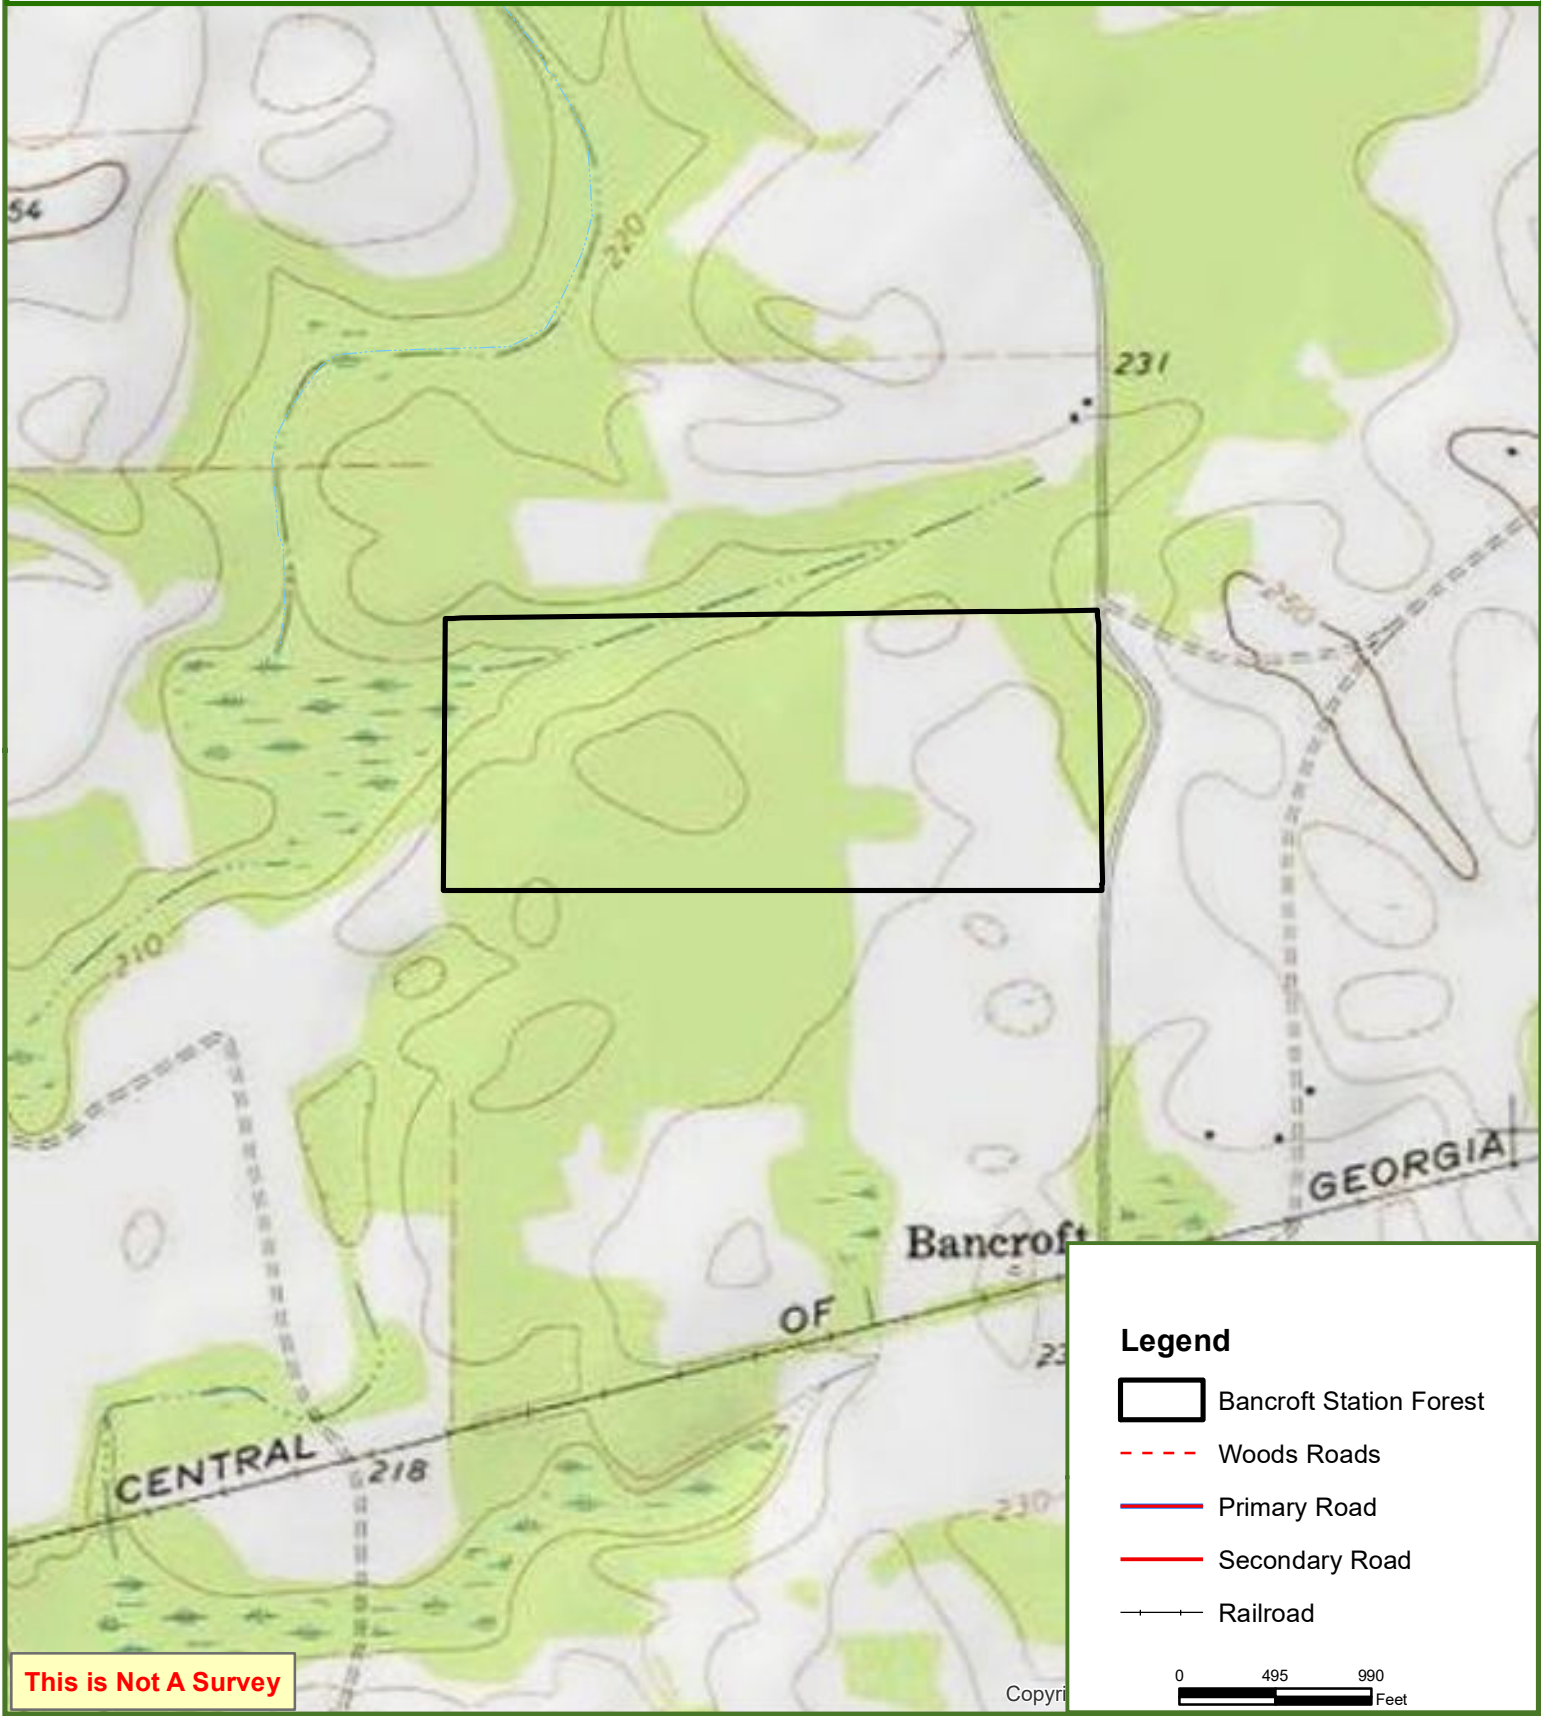 54
220
231
250
210
GEORGIA
Bancroft
OF
CENTRAL
218
230
Legend
Bancroft Station Forest
Woods Roads
Primary Road
Secondary Road
Railroad
0 495 990
Feet
This is Not A Survey